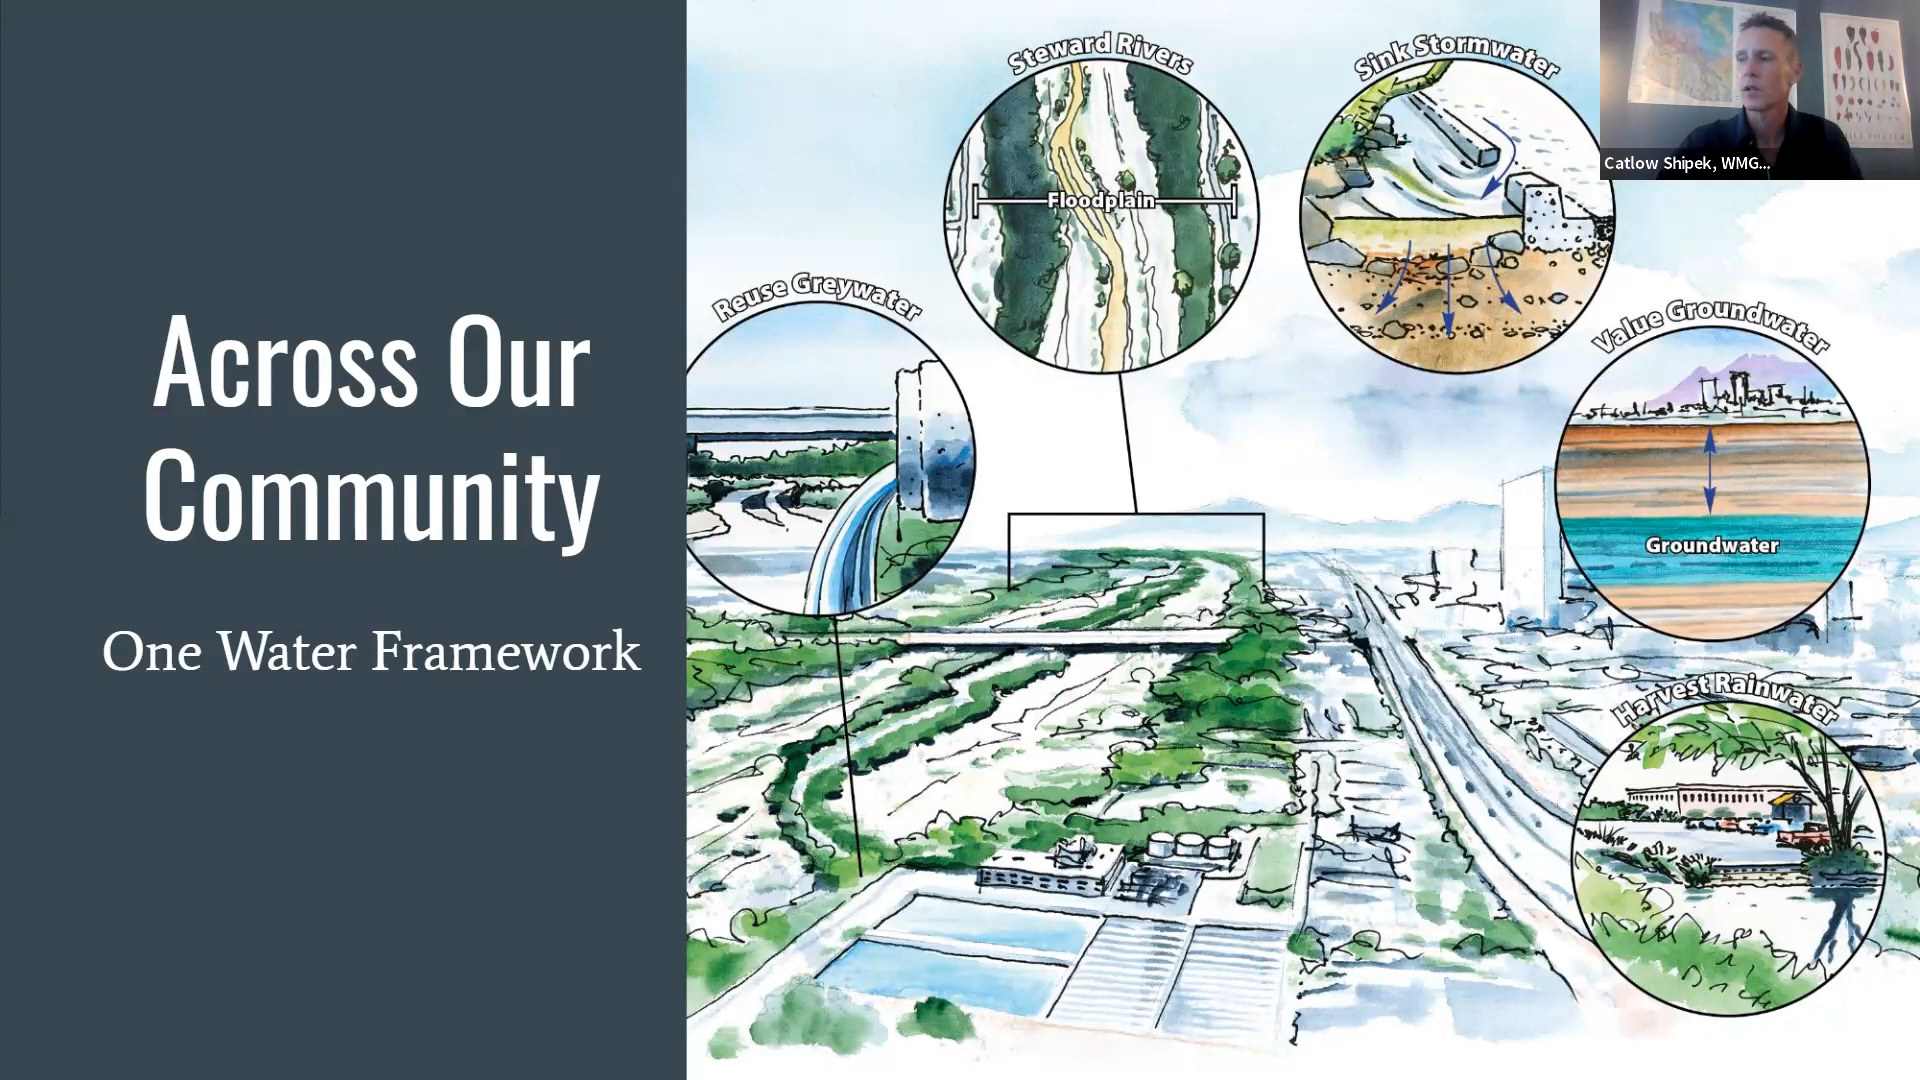 Across Our
Community
One Water Framework
Steward Rivers
Floodplain
Sink Stormwater
Reuse Greywater
Value Groundwater
Groundwater
Harvest Rainwater
Catlow Shipek, WMG...